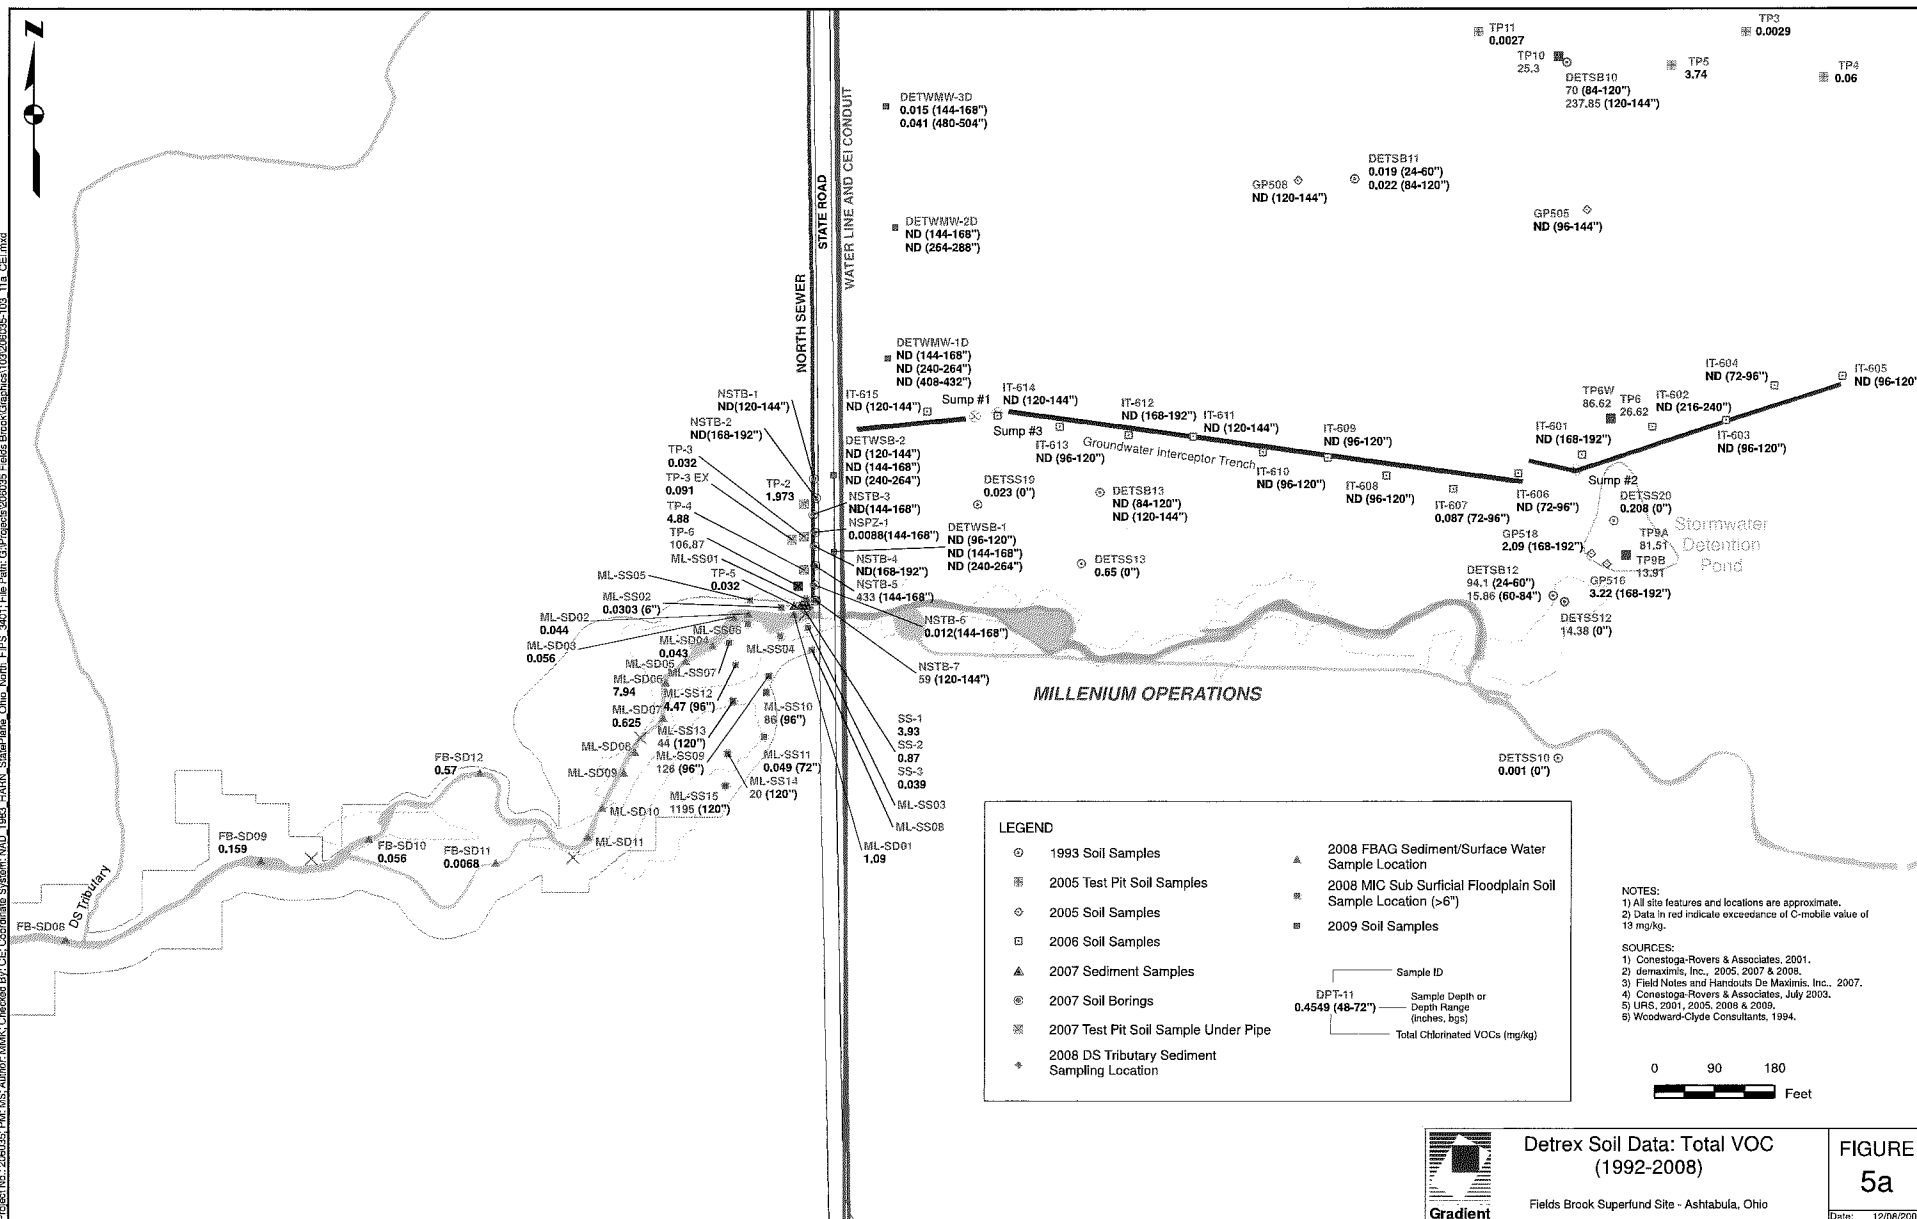 Z
TP11
0.0027
TP3
0.0029
TP10
25.3
TP5
3.74
TP4
0.06
DETSB10
70 (84-120")
237.85 (120-144")
DETWMW-3D
0.015 (144-168")
0.041 (480-504")
DETSB11
0.019 (24-60")
0.022 (84-120")
GP508
ND (120-144")
GP505
ND (96-144")
DETWMW-2D
ND (144-168")
ND (264-288")
NORTH SEWER
STATE ROAD
WATER LINE AND CEI CONDUIT
DETWMW-1D
ND (144-168")
ND (240-264")
ND (408-432")
NSTB-1
ND(120-144")
NSTB-2
ND(168-192")
TP-3
0.032
TP-3 EX
0.091
TP-4
4.88
TP-6
106.87
ML-SS01
TP-2
1.973
TP-5
0.032
IT-615
ND (120-144")
Sump #1
IT-614
ND (120-144")
Sump #3
IT-613
ND (96-120")
IT-612
ND (168-192")
IT-611
ND (120-144")
Groundwater Interceptor Trench
IT-610
ND (96-120")
IT-609
ND (96-120")
IT-608
ND (96-120")
IT-607
0.087 (72-96")
IT-606
ND (72-96")
IT-601
ND (168-192")
TP6W
86.62
TP6
26.62
IT-602
ND (216-240")
IT-604
ND (72-96")
IT-605
ND (96-120"
IT-603
ND (96-120")
Sump #2
DETWSB-2
ND (120-144")
ND (144-168")
ND (240-264")
NSTB-3
ND(144-168")
NSPZ-1
0.0088(144-168")
NSTB-4
ND(168-192")
NSTB-5
433 (144-168")
NSTB-6
0.012(144-168")
NSTB-7
59 (120-144")
DETWSB-1
ND (96-120")
ND (144-168")
ND (240-264")
DETSS19
0.023 (0")
DETSB13
ND (84-120")
ND (120-144")
DETSS13
0.65 (0")
DETSS20
0.208 (0")
Stormwater
Detention
Pond
GP518
2.09 (168-192")
TP9A
81.51
TP9B
13.91
DETSB12
94.1 (24-60")
15.86 (60-84")
GP516
3.22 (168-192")
DETSS12
14.38 (0")
MILLENIUM OPERATIONS
DETSS10
0.001 (0")
ML-SS05
ML-SS02
0.0303 (6")
ML-SD02
0.044
ML-SD03
0.056
ML-SS06
ML-SD04
0.043
ML-SS04
ML-SD05
ML-SS07
ML-SD06
7.94
ML-SS12
4.47 (96")
ML-SD07
0.625
ML-SS13
44 (120")
ML-SS10
86 (96")
ML-SD08
ML-SS09
126 (96")
ML-SS11
0.049 (72")
ML-SD09
ML-SS14
20 (120")
ML-SS15
1195 (120")
ML-SD10
ML-SD11
SS-1
3.93
SS-2
0.87
SS-3
0.039
ML-SS03
ML-SS08
ML-SD01
1.09
FB-SD12
0.57
FB-SD09
0.159
FB-SD10
0.056
FB-SD11
0.0068
FB-SD08
DS Tributary
LEGEND
1993 Soil Samples
2005 Test Pit Soil Samples
2005 Soil Samples
2006 Soil Samples
2007 Sediment Samples
2007 Soil Borings
2007 Test Pit Soil Sample Under Pipe
2008 DS Tributary Sediment
Sampling Location
2008 FBAG Sediment/Surface Water
Sample Location
2008 MIC Sub Surficial Floodplain Soil
Sample Location (>6")
2009 Soil Samples
Sample ID
DPT-11
0.4549 (48-72")
Sample Depth or
Depth Range
(inches, bgs)
Total Chlorinated VOCs (mg/kg)
NOTES:
1) All site features and locations are approximate.
2) Data in red indicate exceedance of C-mobile value of
13 mg/kg.
SOURCES:
1) Conestoga-Rovers & Associates, 2001.
2) demaximis, Inc., 2005, 2007 & 2008.
3) Field Notes and Handouts De Maximis, Inc., 2007.
4) Conestoga-Rovers & Associates, July 2003.
5) URS, 2001, 2005, 2008 & 2009.
6) Woodward-Clyde Consultants, 1994.
0 90 180
Feet
Gradient
Detrex Soil Data: Total VOC
(1992-2008)
Fields Brook Superfund Site - Ashtabula, Ohio
FIGURE
5a
Date: 12/08/200